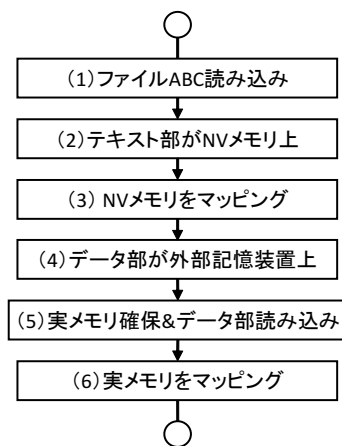 (1)ファイルABC読み込み
(2)テキスト部がNVメモリ上
(3) NVメモリをマッピング
(4)データ部が外部記憶装置上
(5)実メモリ確保&データ部読み込み
(6)実メモリをマッピング